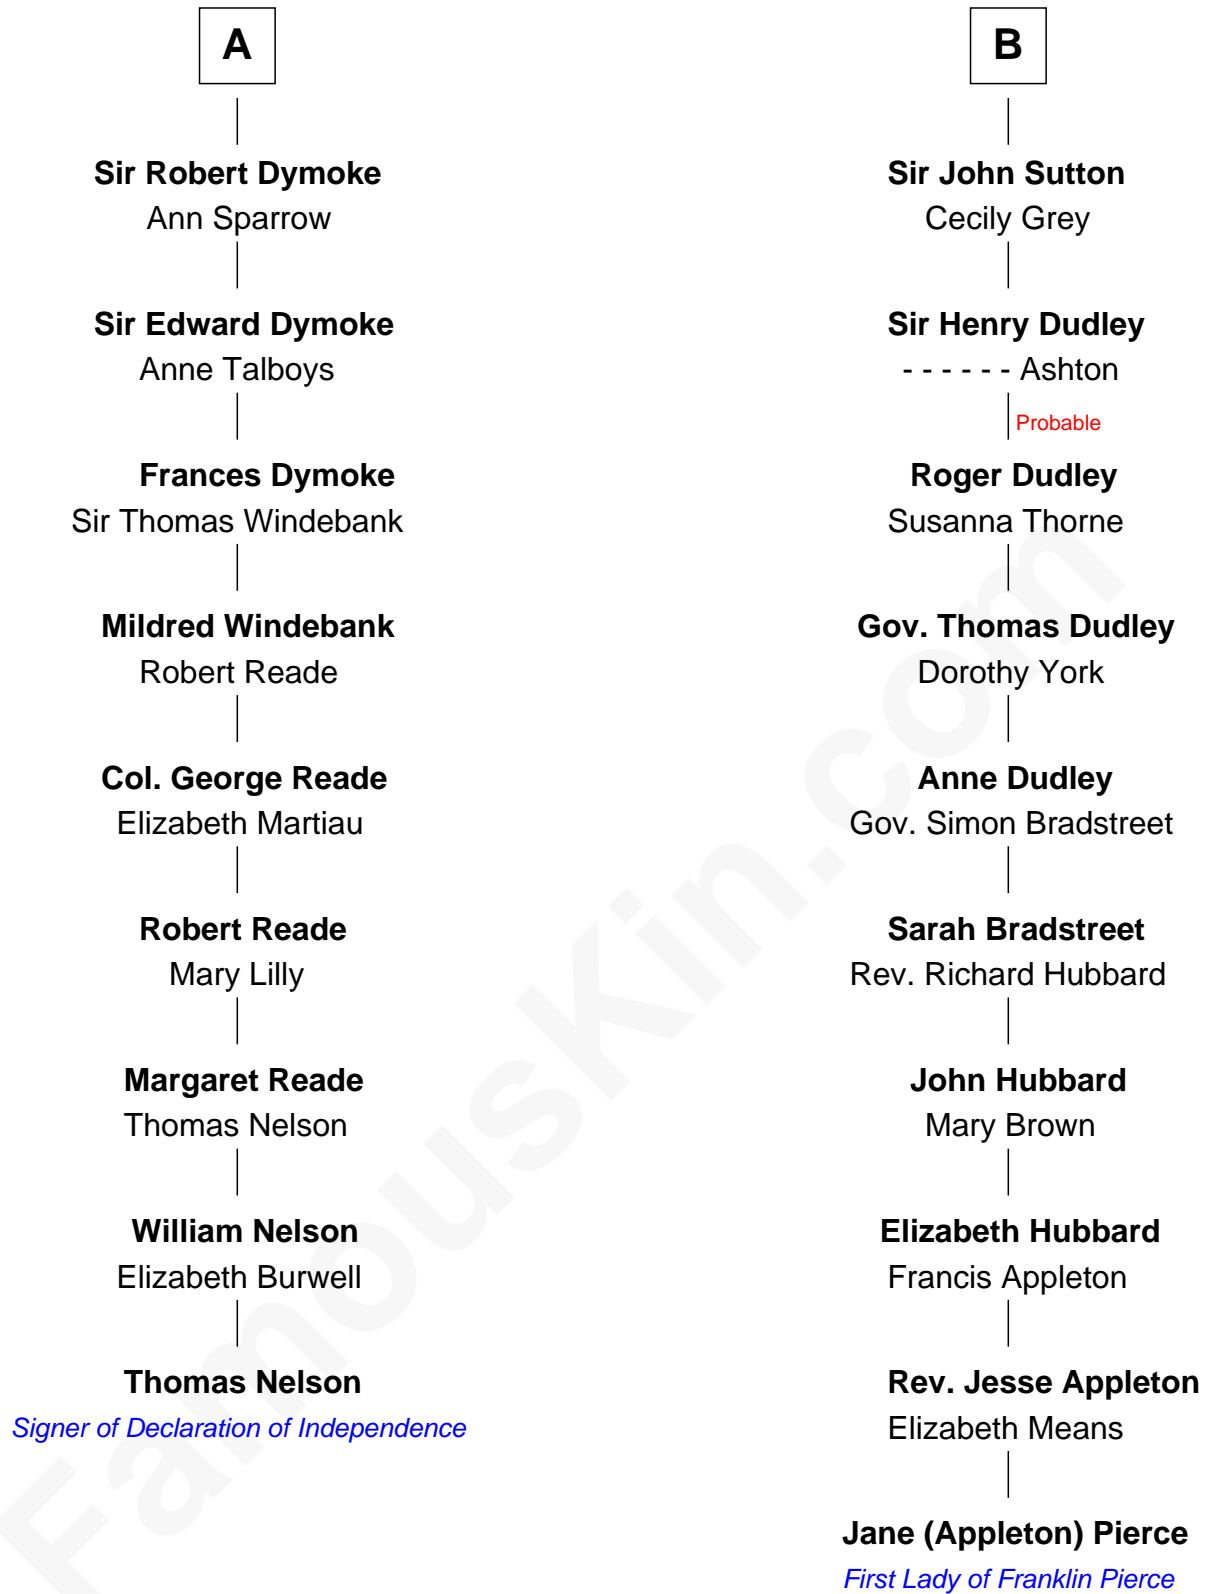 A
Sir Robert Dymoke
Ann Sparrow
Sir Edward Dymoke
Anne Talboys
Frances Dymoke
Sir Thomas Windebank
Mildred Windebank
Robert Reade
Col. George Reade
Elizabeth Martiau
Robert Reade
Mary Lilly
Margaret Reade
Thomas Nelson
William Nelson
Elizabeth Burwell
Thomas Nelson
Signer of Declaration of Independence
B
Sir John Sutton
Cecily Grey
Sir Henry Dudley
- - - - - - Ashton
Probable
Roger Dudley
Susanna Thorne
Gov. Thomas Dudley
Dorothy York
Anne Dudley
Gov. Simon Bradstreet
Sarah Bradstreet
Rev. Richard Hubbard
John Hubbard
Mary Brown
Elizabeth Hubbard
Francis Appleton
Rev. Jesse Appleton
Elizabeth Means
Jane (Appleton) Pierce
First Lady of Franklin Pierce
FamousKin.com